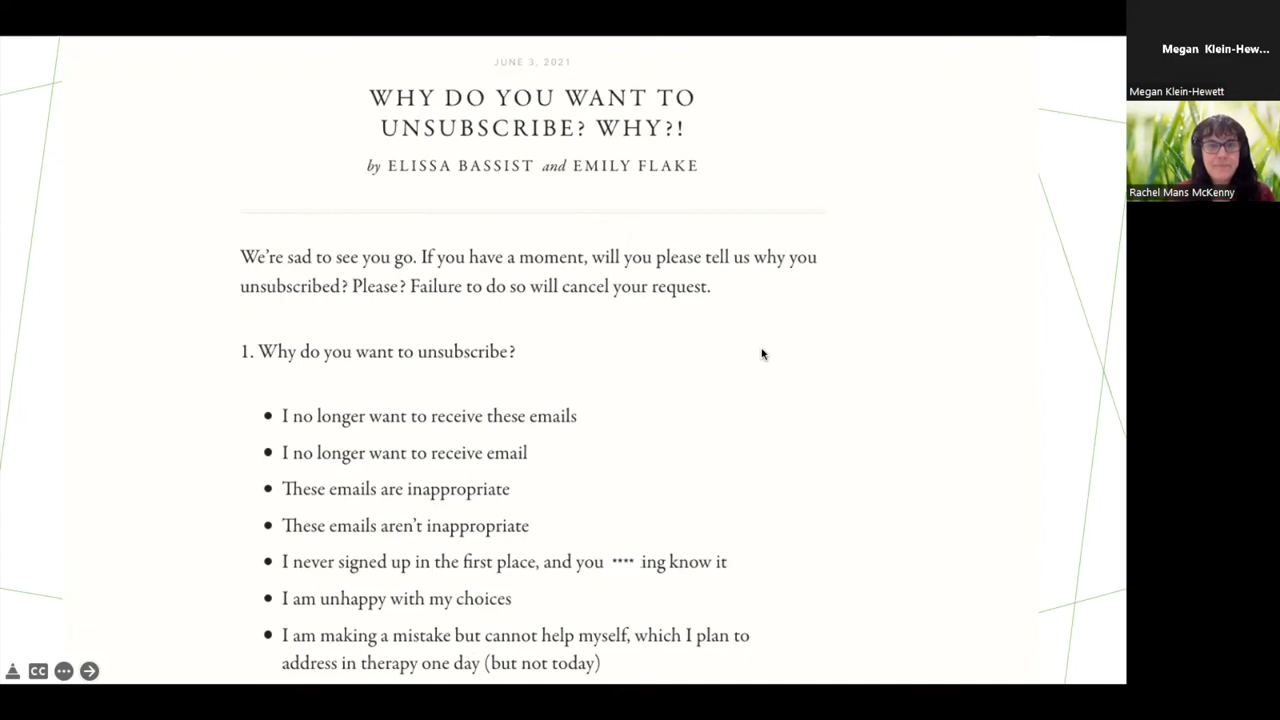 JUNE 3, 2021
WHY DO YOU WANT TO
UNSUBSCRIBE? WHY?!
by ELISSA BASSIST and EMILY FLAKE
We're sad to see you go. If you have a moment, will you please tell us why you
unsubscribed? Please? Failure to do so will cancel your request.
1. Why do you want to unsubscribe?
• I no longer want to receive these emails
• I no longer want to receive email
• These emails are inappropriate
• These emails aren't inappropriate
• I never signed up in the first place, and you **** ing know it
• I am unhappy with my choices
• I am making a mistake but cannot help myself, which I plan to
address in therapy one day (but not today)
CC
Megan Klein-Hew...
Megan Klein-Hewett
Rachel Mans McKenny